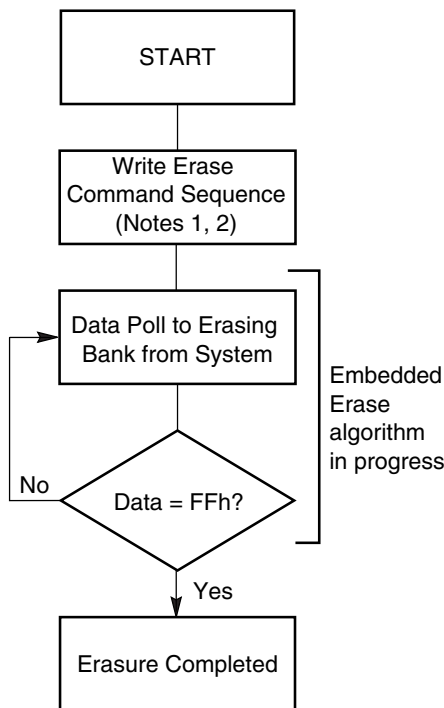 START
Write Erase
Command Sequence
(Notes 1, 2)
Data Poll to Erasing
Bank from System
Embedded
Erase
algorithm
in progress
No
Data = FFh?
Yes
Erasure Completed